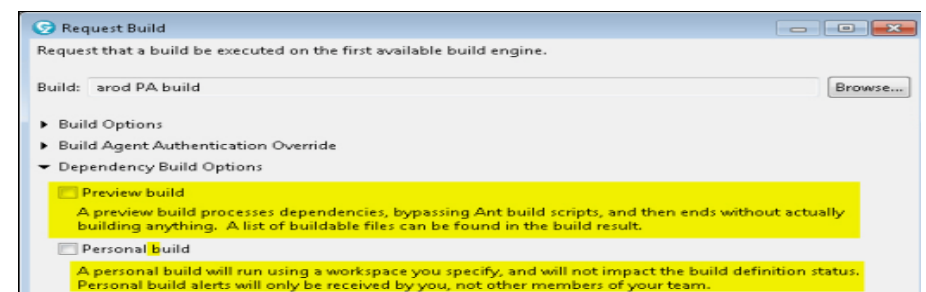 Request Build
Request that a build be executed on the first available build engine.
Build: arod PA build Browse...
Build Options
Build Agent Authentication Override
Dependency Build Options
Preview build
A preview build processes dependencies, bypassing Ant build scripts, and then ends without actually
building anything. A list of buildable files can be found in the build result.
Personal build
A personal build will run using a workspace you specify, and will not impact the build definition status.
Personal build alerts will only be received by you, not other members of your team.